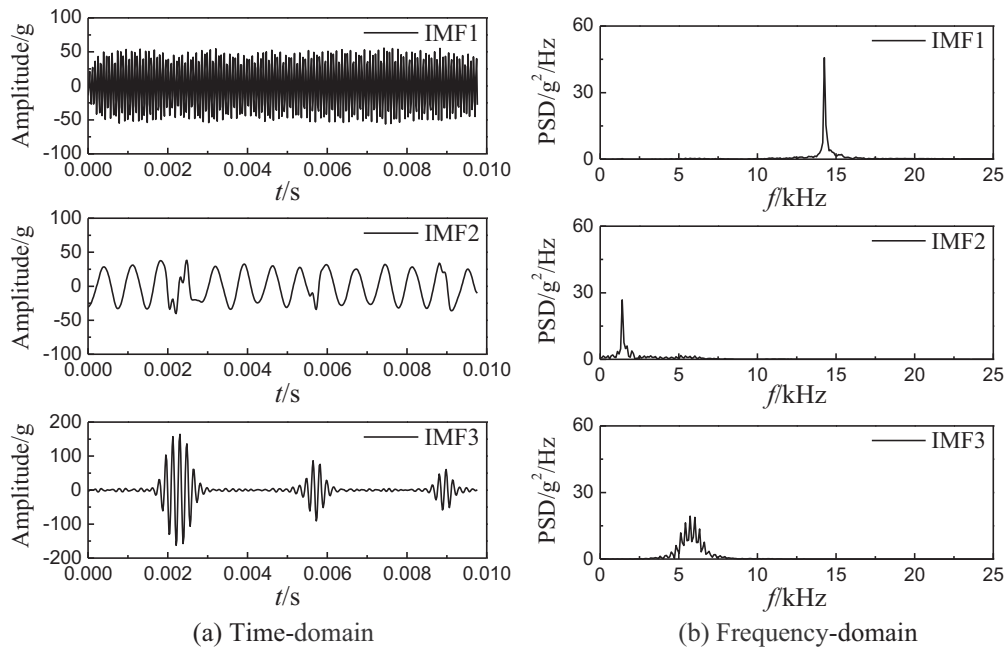 100
50
0
-50
-100
Amplitude/g
IMF1
0.000 0.002 0.004 0.006 0.008 0.010
t/s
60
30
0
PSD/g²/Hz
IMF1
0 5 10 15 20 25
f/kHz
100
50
0
-50
-100
Amplitude/g
IMF2
0.000 0.002 0.004 0.006 0.008 0.010
t/s
60
30
0
PSD/g²/Hz
IMF2
0 5 10 15 20 25
f/kHz
200
100
0
-100
-200
Amplitude/g
IMF3
0.000 0.002 0.004 0.006 0.008 0.010
t/s
60
30
0
PSD/g²/Hz
IMF3
0 5 10 15 20 25
f/kHz
(a) Time-domain
(b) Frequency-domain